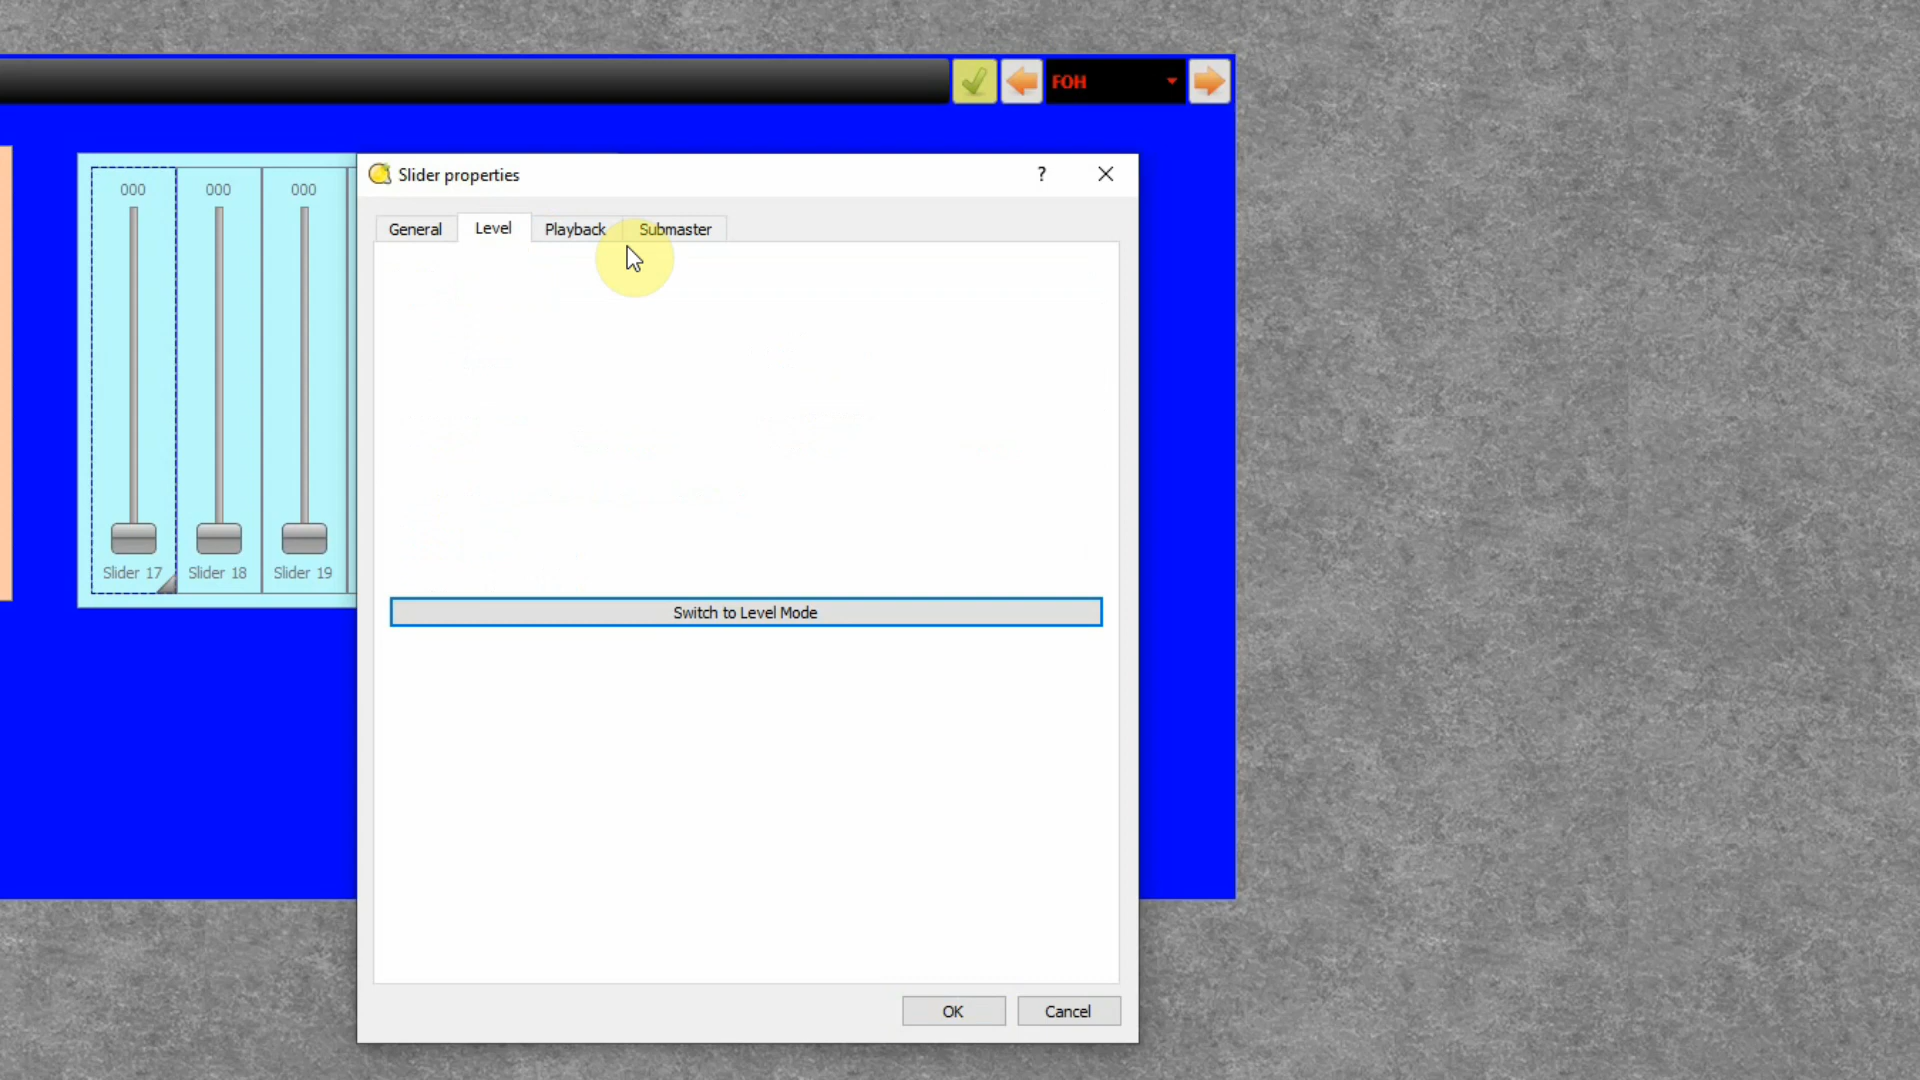 FOH
Slider properties
?
General Level Playback Submaster
000 000 000
Slider 17 Slider 18 Slider 19
Switch to Level Mode
OK Cancel